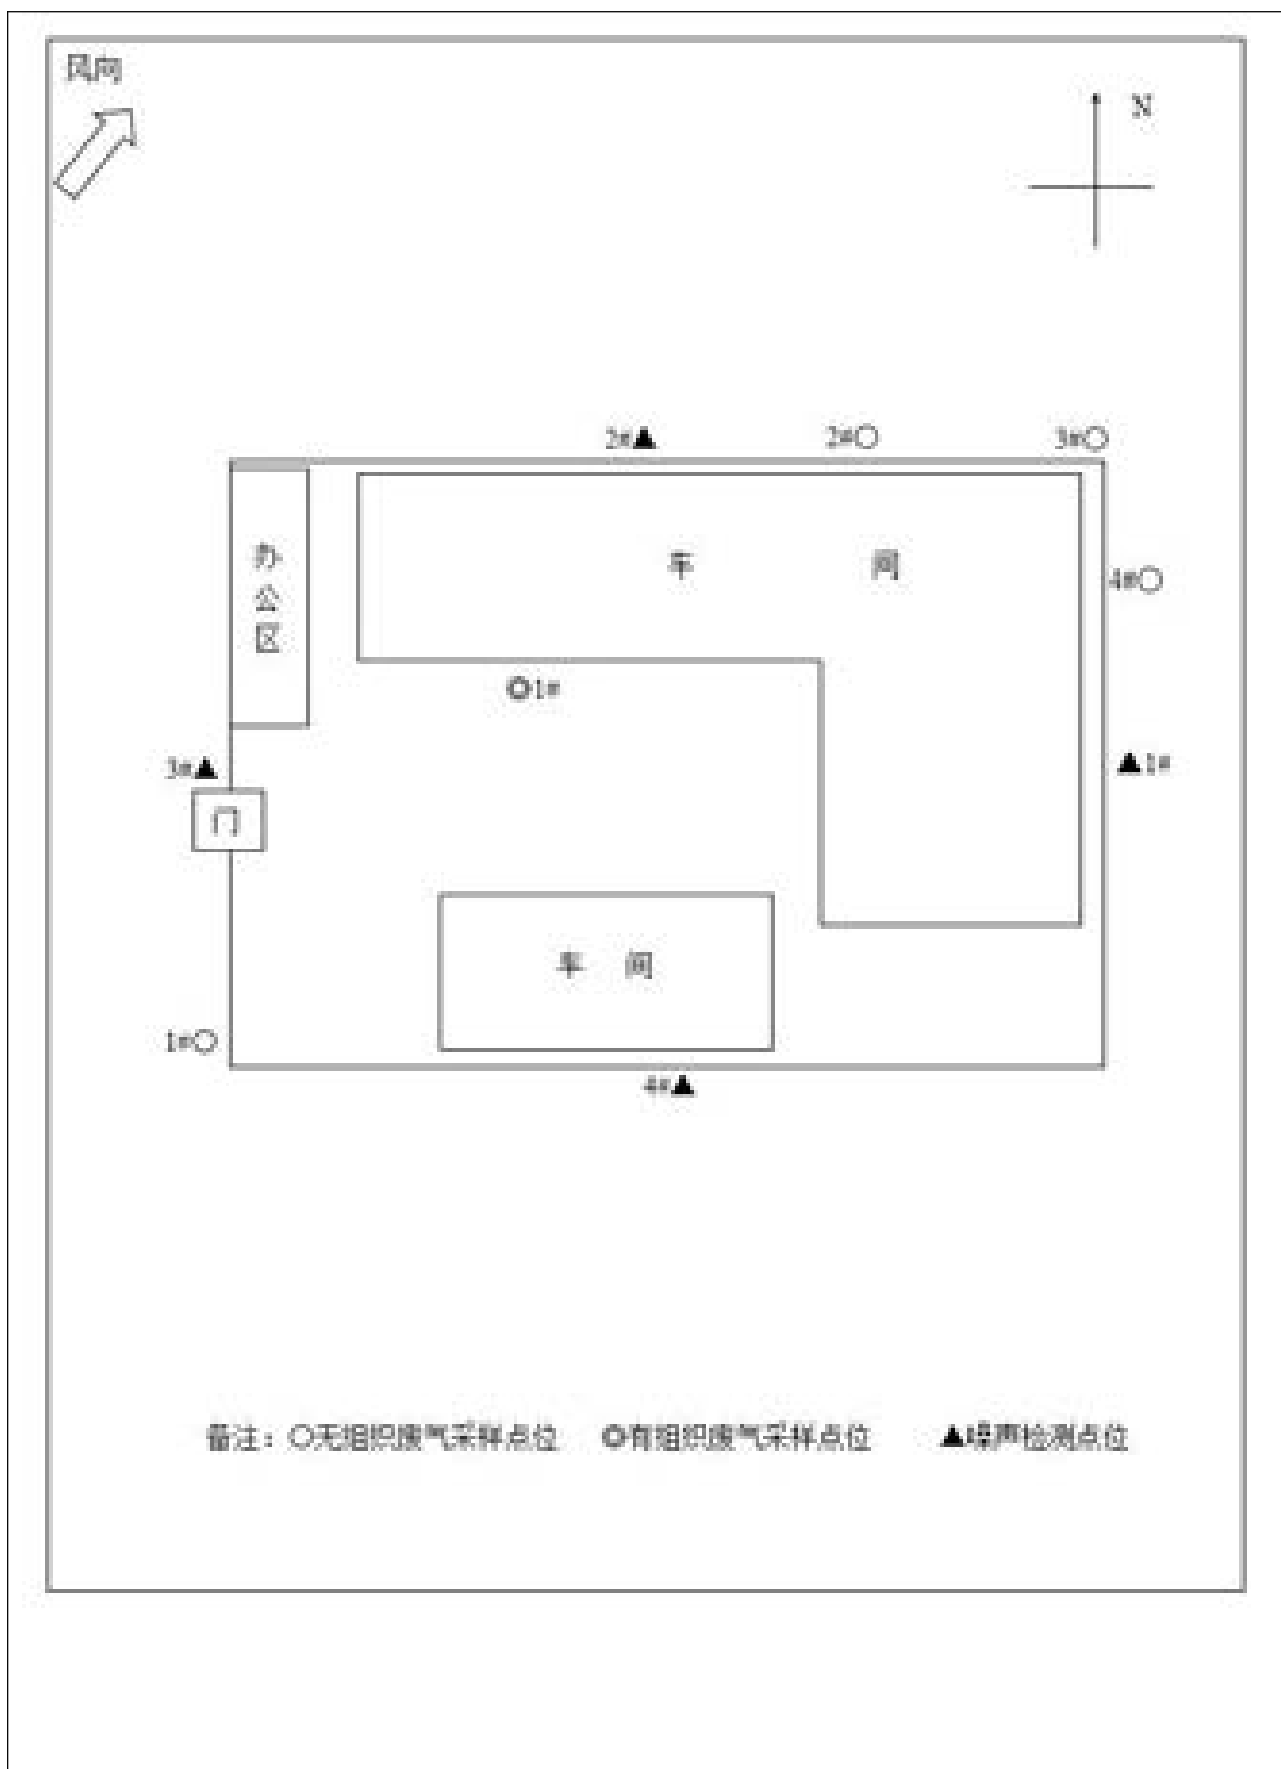 风向
N
2#▲ 2#○ 3#○
办公区
车间
4#○
◎1#
3#▲
▲1#
门
车间
1#○
4#▲
备注：○无组织废气采样点位 ◎有组织废气采样点位 ▲噪声检测点位